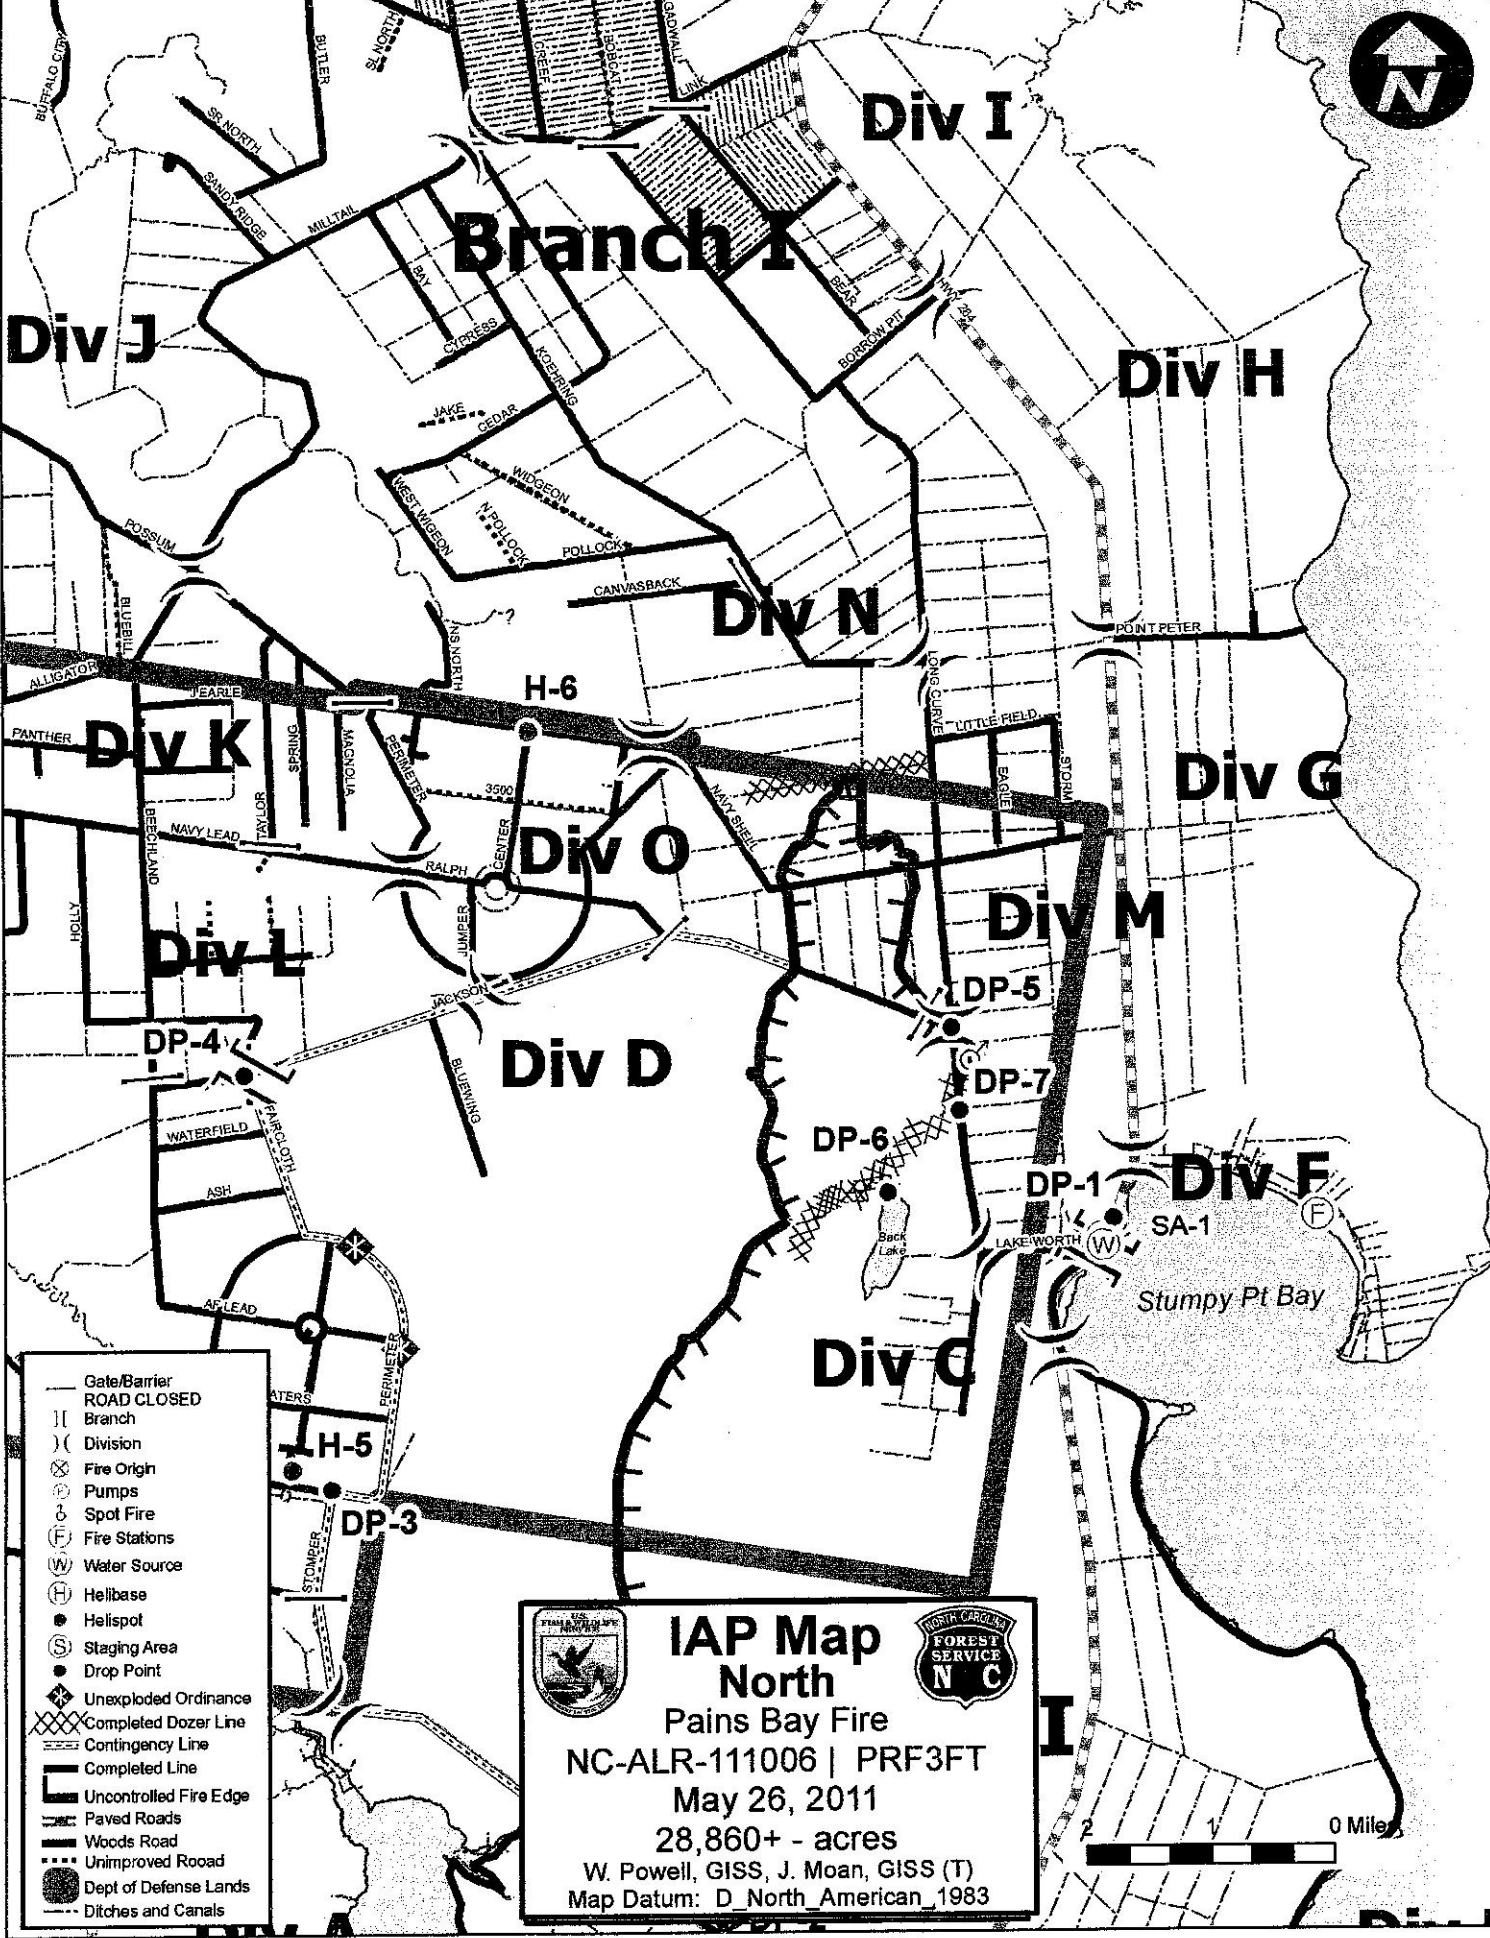 BUTLER
SL NORTH
CREEF
BOBCAT
GADWALL
LINK
N
Div I
SR NORTH
SANDY RIDGE
MILLTAIL
Branch I
BAY
BEAR
HWY 264
Div J
CYPRESS
KOEHRING
BORROW PIT
Div H
JAKE
CEDAR
WEST WIGEON
WIDGEON
N POLLOCK
POSSUM
POLLOCK
CANVASBACK
Div N
BLUEBILL
NS NORTH
?
POINT PETER
LONG CURVE
ALLIGATOR
J EARLE
H-6
LITTLE FIELD
PANTHER
Div K
SPRING
MAGNOLIA
PERIMETER
EAGLE
STORM
Div G
3500
NAVY SHELL
TAYLOR
NAVY LEAD
BEECHLAND
CENTER
Div O
RALPH
HOLLY
JUMPER
Div M
Div L
JACKSON
DP-5
DP-4
Div D
BLUEWING
DP-7
FAIRCLOTH
WATERFIELD
DP-6
ASH
DP-1
Div F
F
SA-1
Back
Lake
LAKE WORTH
W
Stumpy Pt Bay
AF LEAD
PERIMETER
Div C
ATERS
H-5
DP-3
STOMPER
Gate/Barrier
ROAD CLOSED
Branch
Division
Fire Origin
Pumps
Spot Fire
F Fire Stations
W Water Source
H Helibase
Helispot
S Staging Area
Drop Point
Unexploded Ordinance
Completed Dozer Line
Contingency Line
Completed Line
Uncontrolled Fire Edge
Paved Roads
Woods Road
Unimproved Rooad
Dept of Defense Lands
Ditches and Canals
U.S.
FISH & WILDLIFE
SERVICE
IAP Map
North
NORTH CAROLINA
FOREST
SERVICE
N C
Pains Bay Fire
NC-ALR-111006 | PRF3FT
May 26, 2011
28,860+ - acres
W. Powell, GISS, J. Moan, GISS (T)
Map Datum: D_North_American_1983
I
2 1 0 Miles
Div A